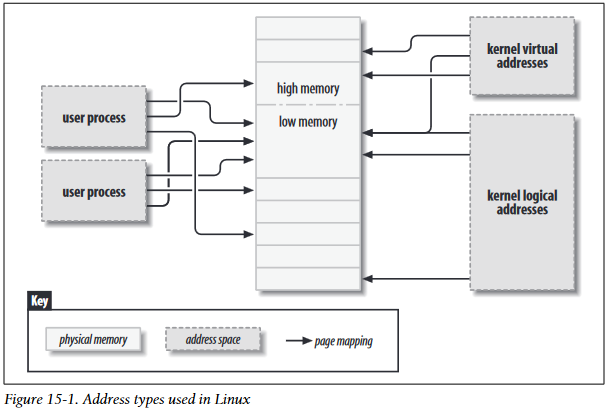 high memory
low memory
user process
user process
kernel virtual
addresses
kernel logical
addresses
Key
physical memory
address space
page mapping
Figure 15-1. Address types used in Linux